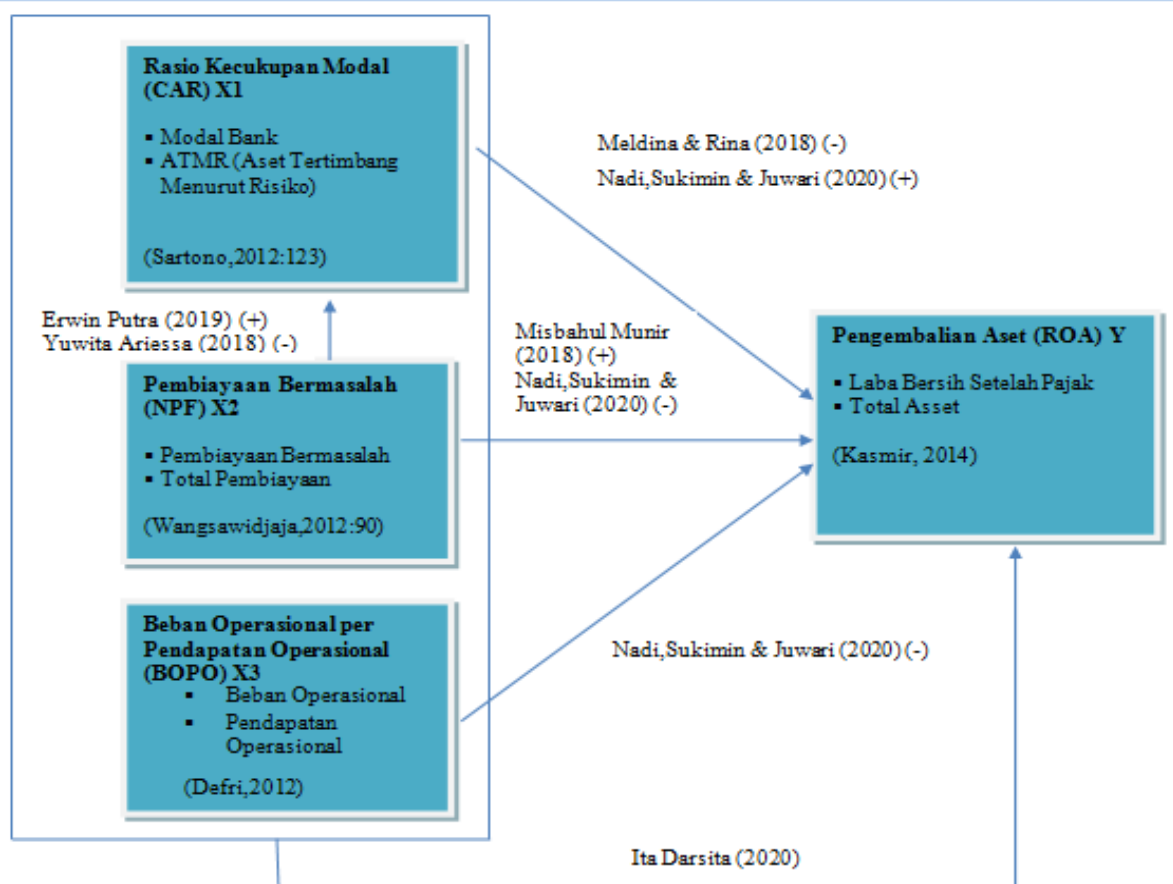 Rasio Kecukupan Modal
(CAR) X1
▪ Modal Bank
▪ ATMR (Aset Tertimbang
Menurut Risiko)
(Sartono,2012:123)
Meldina & Rina (2018) (-)
Nadi,Sukimin & Juwari (2020) (+)
Erwin Putra (2019) (+)
Yuwita Ariessa (2018) (-)
Pembiayaan Bermasalah
(NPF) X2
▪ Pembiayaan Bermasalah
▪ Total Pembiayaan
(Wangsawidjaja,2012:90)
Misbahul Munir
(2018) (+)
Nadi,Sukimin &
Juwari (2020) (-)
Pengembalian Aset (ROA) Y
▪ Laba Bersih Setelah Pajak
▪ Total Asset
(Kasmir, 2014)
Beban Operasional per
Pendapatan Operasional
(BOPO) X3
▪ Beban Operasional
▪ Pendapatan
Operasional
(Defri,2012)
Nadi,Sukimin & Juwari (2020) (-)
Ita Darsita (2020)